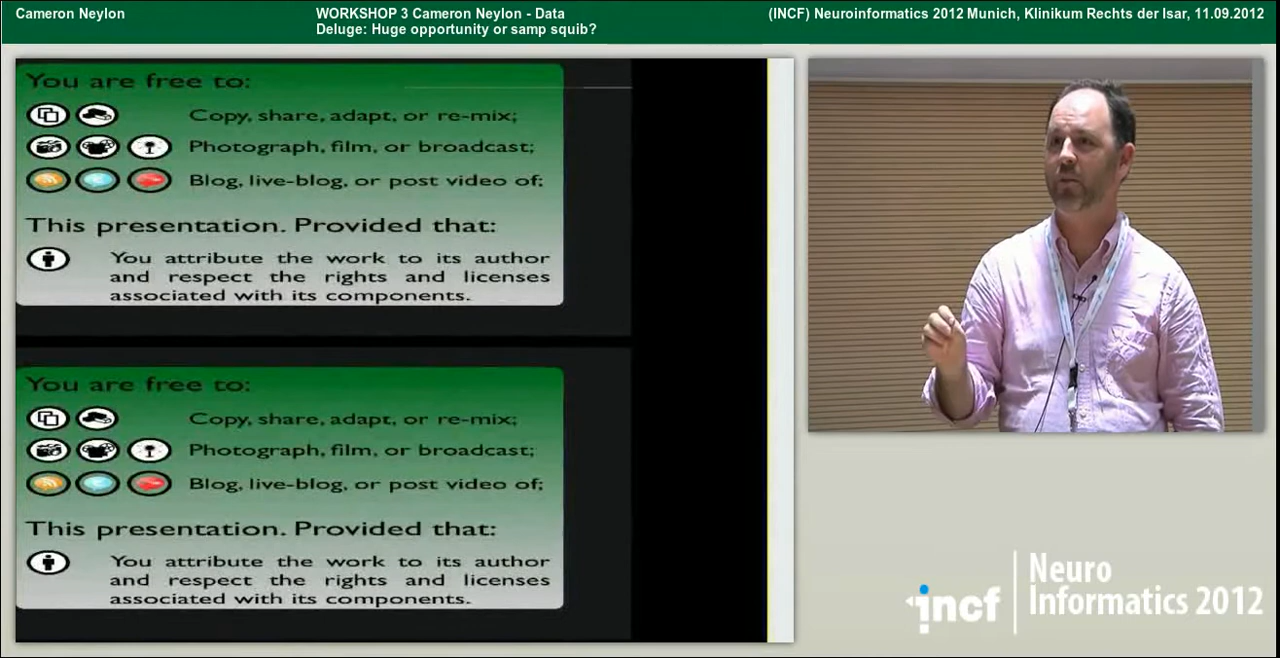 Cameron Neylon
WORKSHOP 3 Cameron Neylon - Data
Deluge: Huge opportunity or samp squib?
(INCF) Neuroinformatics 2012 Munich, Klinikum Rechts der Isar, 11.09.2012
You are free to:
Copy, share, adapt, or re-mix;
Photograph, film, or broadcast;
Blog, live-blog, or post video of;
This presentation. Provided that:
You attribute the work to its author
and respect the rights and licenses
associated with its components.
You are free to:
Copy, share, adapt, or re-mix;
Photograph, film, or broadcast;
Blog, live-blog, or post video of;
This presentation. Provided that:
You attribute the work to its author
and respect the rights and licenses
associated with its components.
incf
Neuro
Informatics 2012